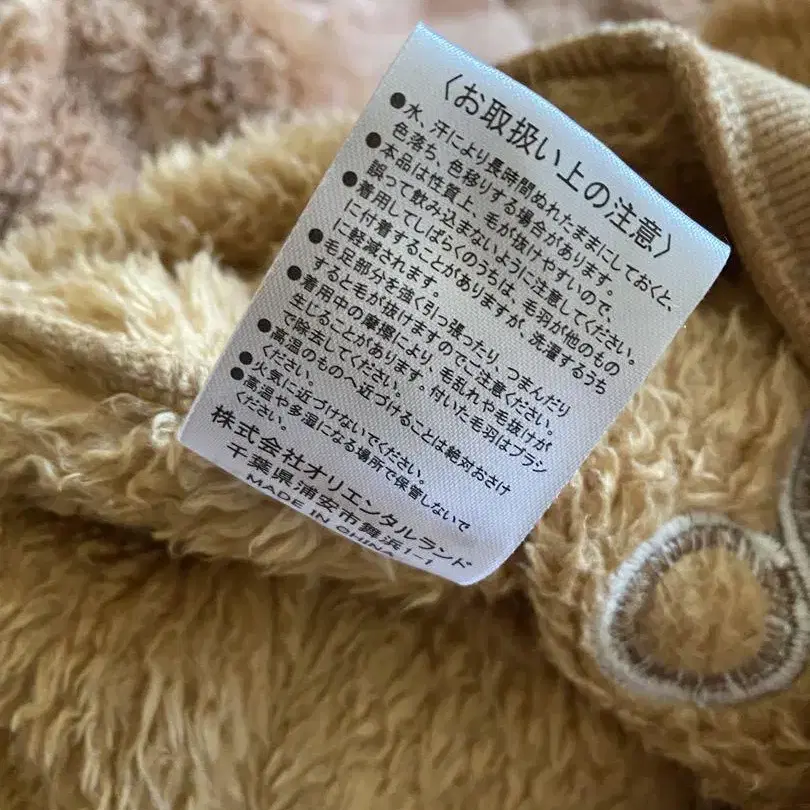 〈お取扱い上の注意〉
●水、汗により長時間ぬれたままにしておくと、
色落ち、色移りする場合があります。
●本品は性質上、毛が抜けやすいので、
誤って飲み込まないように注意してください。
●着用してしばらくのうちは、毛羽が他のもの
に付着することがありますが、洗濯するうち
に軽減されます。
●毛足部分を強く引っ張ったり、つまんだり
すると毛が抜けますのでご注意ください。
●着用中の摩擦により、毛乱れや毛抜けが
生じることがあります。付いた毛羽はブラシ
で除去してください。
●高温のものへ近づけることは絶対おさけ
ください。
●火気に近づけないでください。
●高温や多湿になる場所で保管しないで
ください。
株式会社オリエンタルランド
千葉県浦安市舞浜1-1
MADE IN CHINA